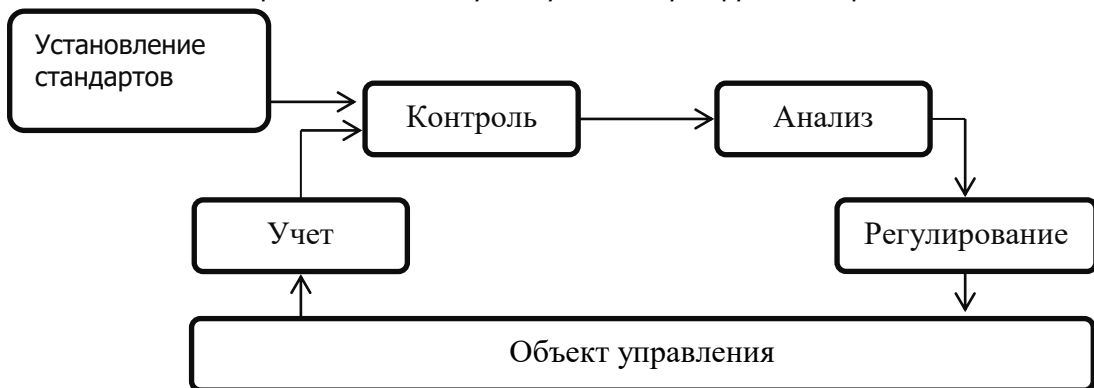 Установление
стандартов
Контроль
Анализ
Учет
Регулирование
Объект управления